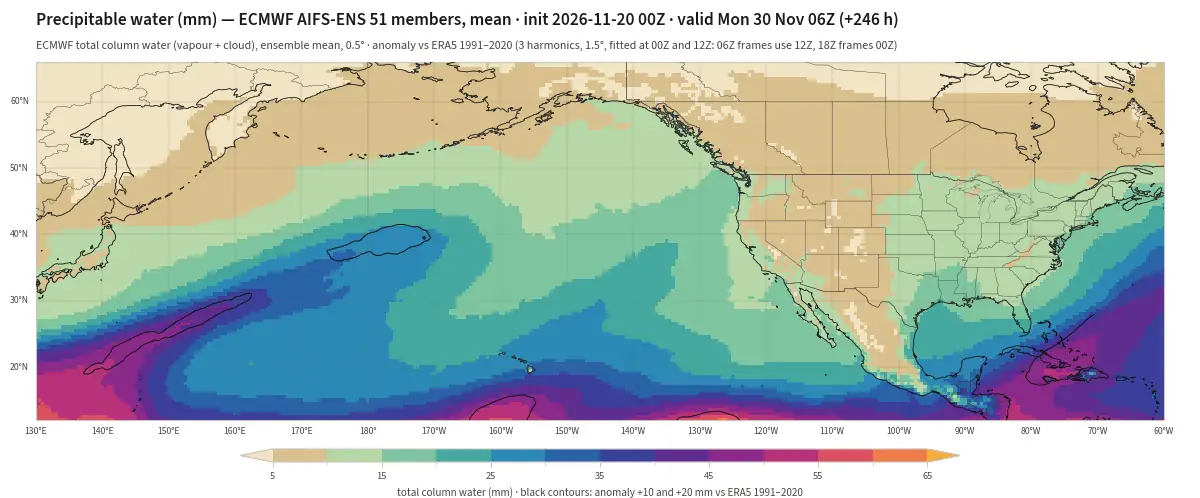 Precipitable water (mm) — ECMWF AIFS-ENS 51 members, mean · init 2026-11-20 00Z · valid Mon 30 Nov 06Z (+246 h)
ECMWF total column water (vapour + cloud), ensemble mean, 0.5° · anomaly vs ERA5 1991–2020 (3 harmonics, 1.5°, fitted at 00Z and 12Z: 06Z frames use 12Z, 18Z frames 00Z)
60°N
50°N
40°N
30°N
20°N
130°E 140°E 150°E 160°E 180° 170°W 160°W 150°W 140°W 130°W 120°W 110°W 100°W 90°W 80°W 70°W 60°W
5 15 25 35 45 55 65
total column water (mm) · black contours: anomaly +10 and +20 mm vs ERA5 1991–2020